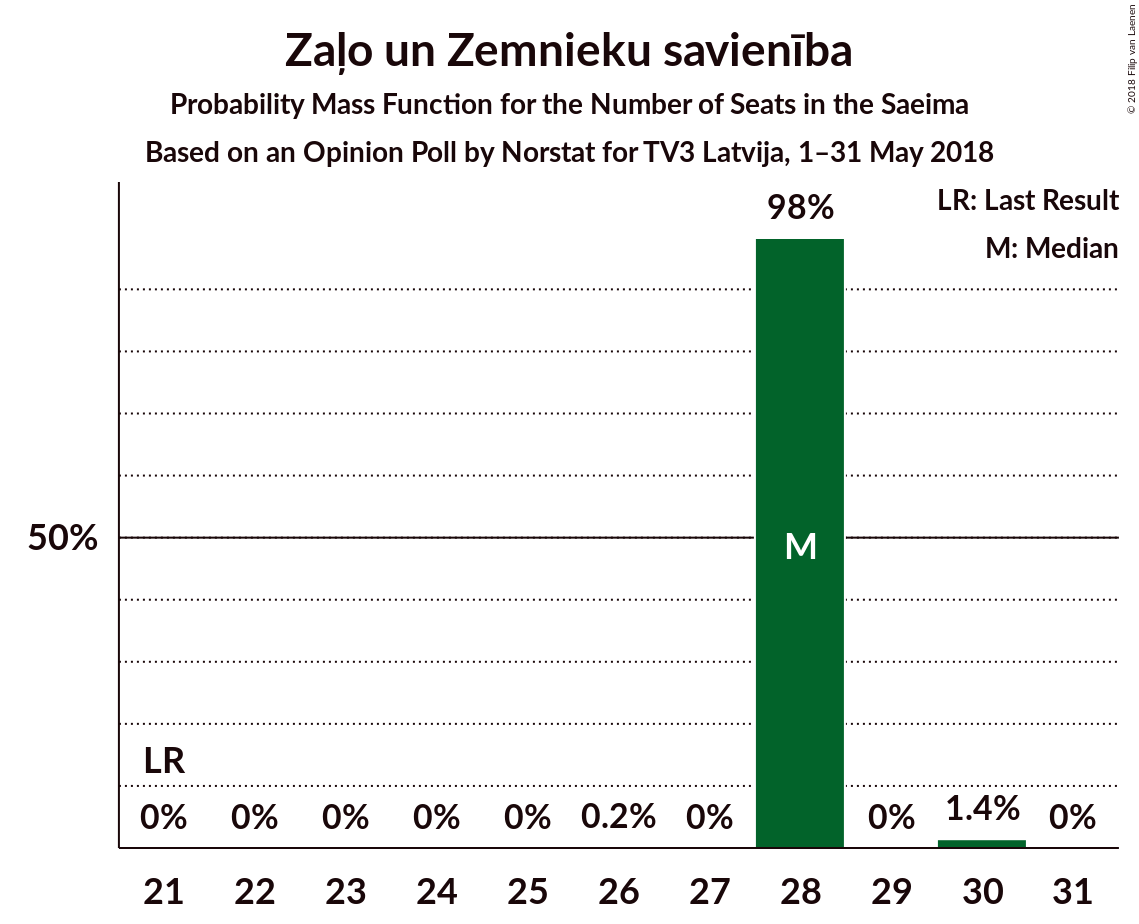 Zaļo un Zemnieku savienība
Probability Mass Function for the Number of Seats in the Saeima
Based on an Opinion Poll by Norstat for TV3 Latvija, 1–31 May 2018
© 2018 Filip van Laenen
LR: Last Result
M: Median
98%
50%
M
LR
0% 0% 0% 0% 0% 0.2% 0% 0% 1.4% 0%
21 22 23 24 25 26 27 28 29 30 31